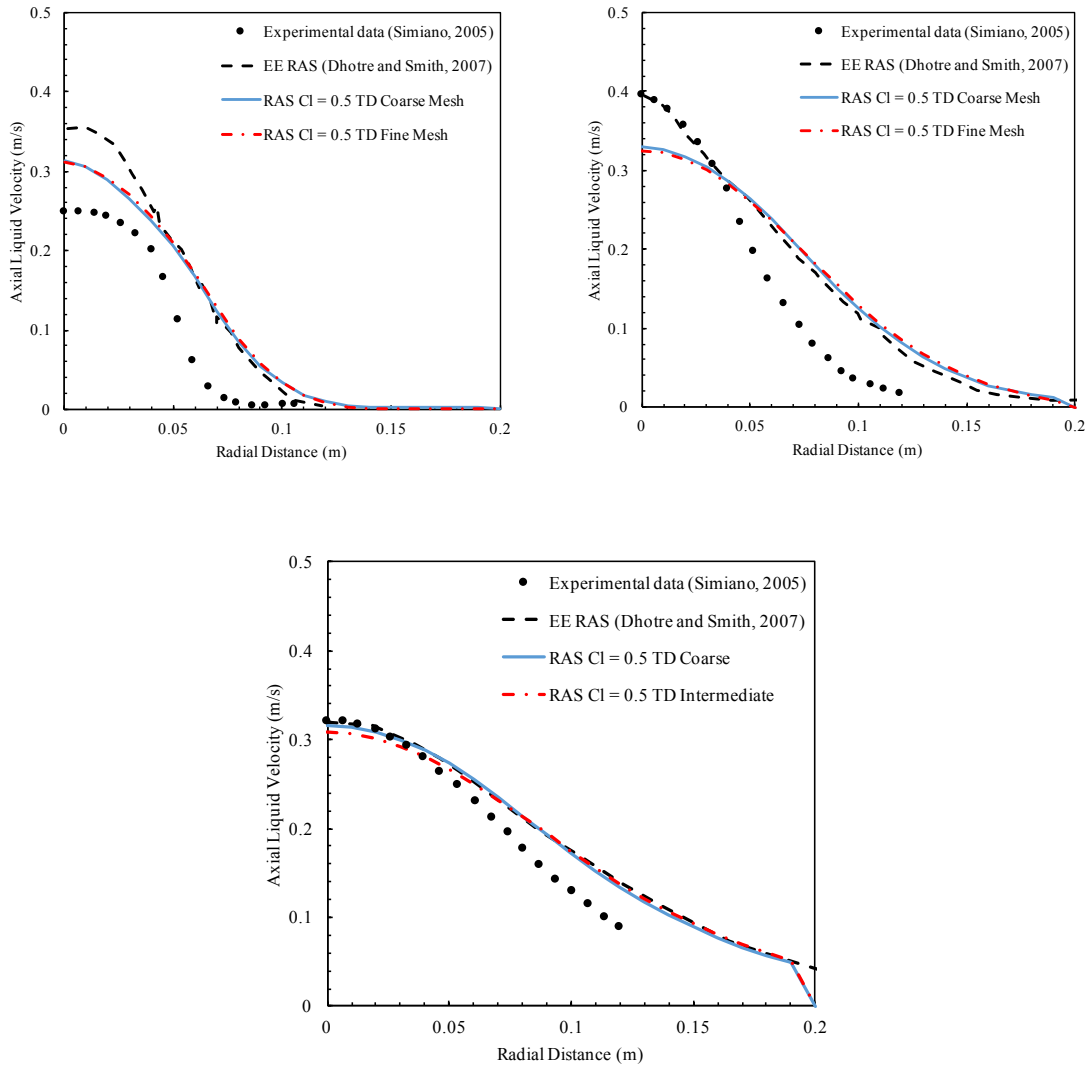 Experimental data (Simiano, 2005)
EE RAS (Dhotre and Smith, 2007)
RAS Cl = 0.5 TD Coarse Mesh
RAS Cl = 0.5 TD Fine Mesh
0.5
0.4
0.3
0.2
0.1
0
Axial Liquid Velocity (m/s)
0 0.05 0.1 0.15 0.2
Radial Distance (m)
Experimental data (Simiano, 2005)
EE RAS (Dhotre and Smith, 2007)
RAS Cl = 0.5 TD Coarse Mesh
RAS Cl = 0.5 TD Fine Mesh
0.5
0.4
0.3
0.2
0.1
0
Axial Liquid Velocity (m/s)
0 0.05 0.1 0.15 0.2
Radial Distance (m)
Experimental data (Simiano, 2005)
EE RAS (Dhotre and Smith, 2007)
RAS Cl = 0.5 TD Coarse
RAS Cl = 0.5 TD Intermediate
0.5
0.4
0.3
0.2
0.1
0
Axial Liquid Velocity (m/s)
0 0.05 0.1 0.15 0.2
Radial Distance (m)